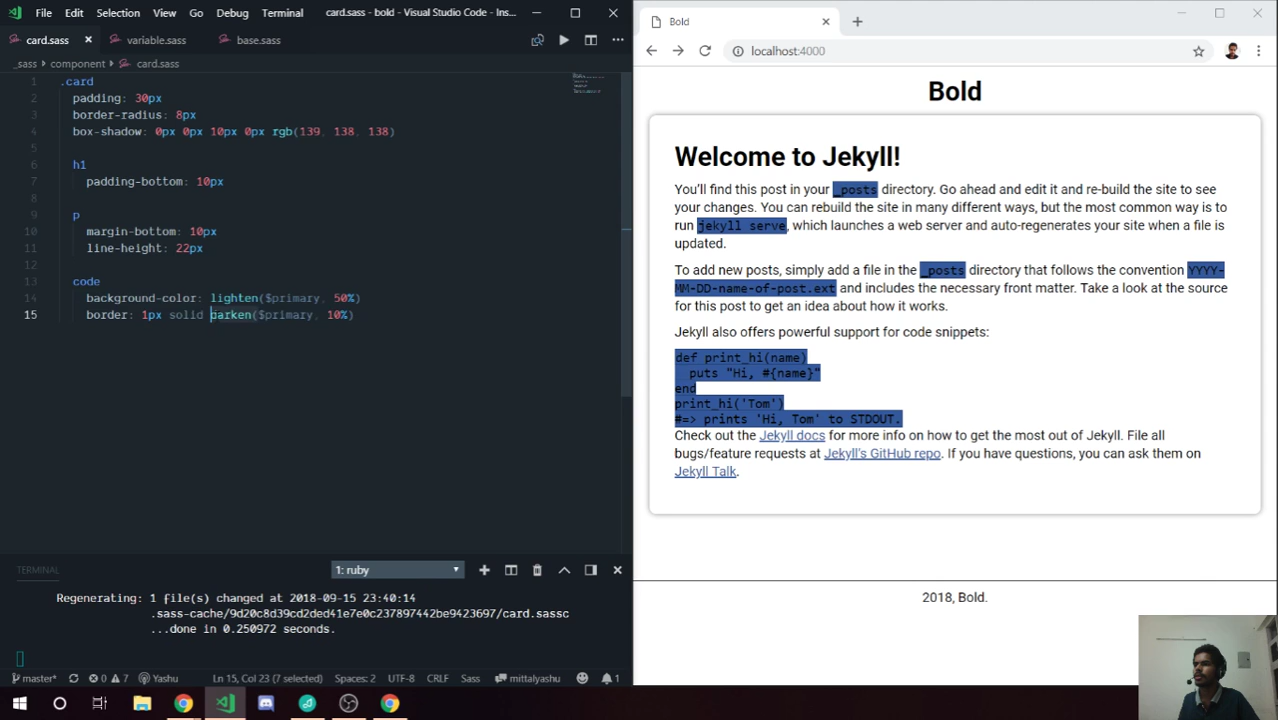 File Edit Selection View Go Debug Terminal card.sass - bold - Visual Studio Code - Ins...
card.sass variable.sass base.sass
_sass component card.sass
1 .card
2 padding: 30px
3 border-radius: 8px
4 box-shadow: 0px 0px 10px 0px rgb(139, 138, 138)
5
6 h1
7 padding-bottom: 10px
8
9 p
10 margin-bottom: 10px
11 line-height: 22px
12
13 code
14 background-color: lighten($primary, 50%)
15 border: 1px solid parken($primary, 10%)
TERMINAL 1: ruby
Regenerating: 1 file(s) changed at 2018-09-15 23:40:14
.sass-cache/9d20c8d39cd2ded41e7e0c237897442be9423697/card.sassc
...done in 0.250972 seconds.
master* 0 7 Yashu Ln 15, Col 23 (7 selected) Spaces: 2 UTF-8 CRLF Sass mittalyashu 1
Bold
localhost:4000
Bold
Welcome to Jekyll!
You'll find this post in your _posts directory. Go ahead and edit it and re-build the site to see
your changes. You can rebuild the site in many different ways, but the most common way is to
run jekyll serve, which launches a web server and auto-regenerates your site when a file is
updated.
To add new posts, simply add a file in the _posts directory that follows the convention YYYY-
MM-DD-name-of-post.ext and includes the necessary front matter. Take a look at the source
for this post to get an idea about how it works.
Jekyll also offers powerful support for code snippets:
def print_hi(name)
puts "Hi, #{name}"
end
print_hi('Tom')
#=> prints 'Hi, Tom' to STDOUT.
Check out the Jekyll docs for more info on how to get the most out of Jekyll. File all
bugs/feature requests at Jekyll's GitHub repo. If you have questions, you can ask them on
Jekyll Talk.
2018, Bold.